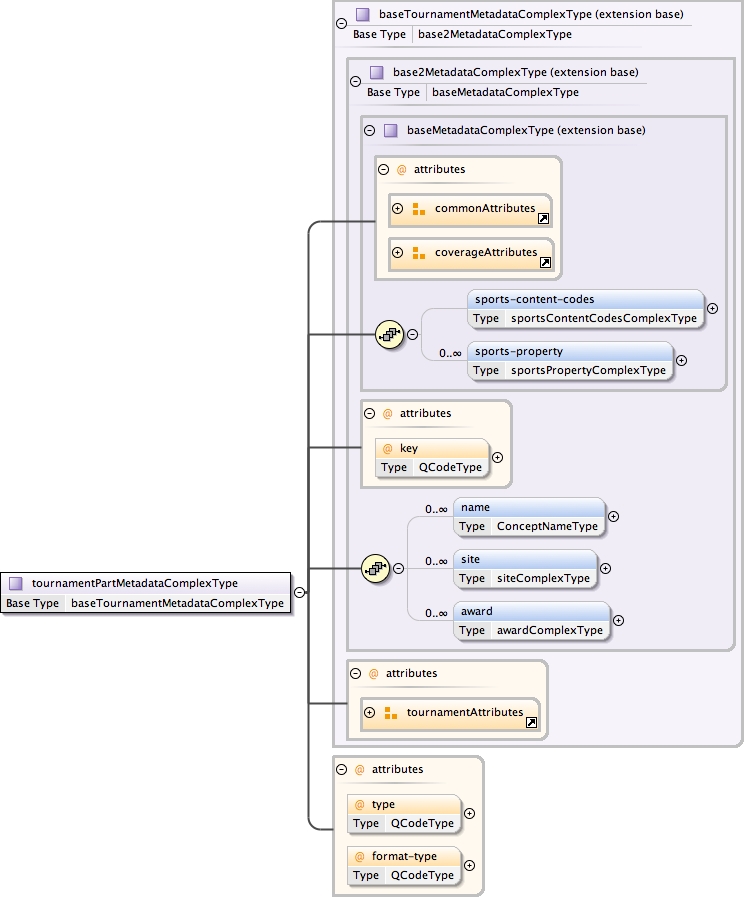 baseTournamentMetadataComplexType (extension base)
Base Type base2MetadataComplexType
base2MetadataComplexType (extension base)
Base Type baseMetadataComplexType
baseMetadataComplexType (extension base)
@ attributes
commonAttributes
coverageAttributes
sports-content-codes
Type sportsContentCodesComplexType
0..∞
sports-property
Type sportsPropertyComplexType
@ attributes
@ key
Type QCodeType
0..∞
name
Type ConceptNameType
0..∞
site
Type siteComplexType
0..∞
award
Type awardComplexType
tournamentPartMetadataComplexType
Base Type baseTournamentMetadataComplexType
@ attributes
tournamentAttributes
@ attributes
@ type
Type QCodeType
@ format-type
Type QCodeType